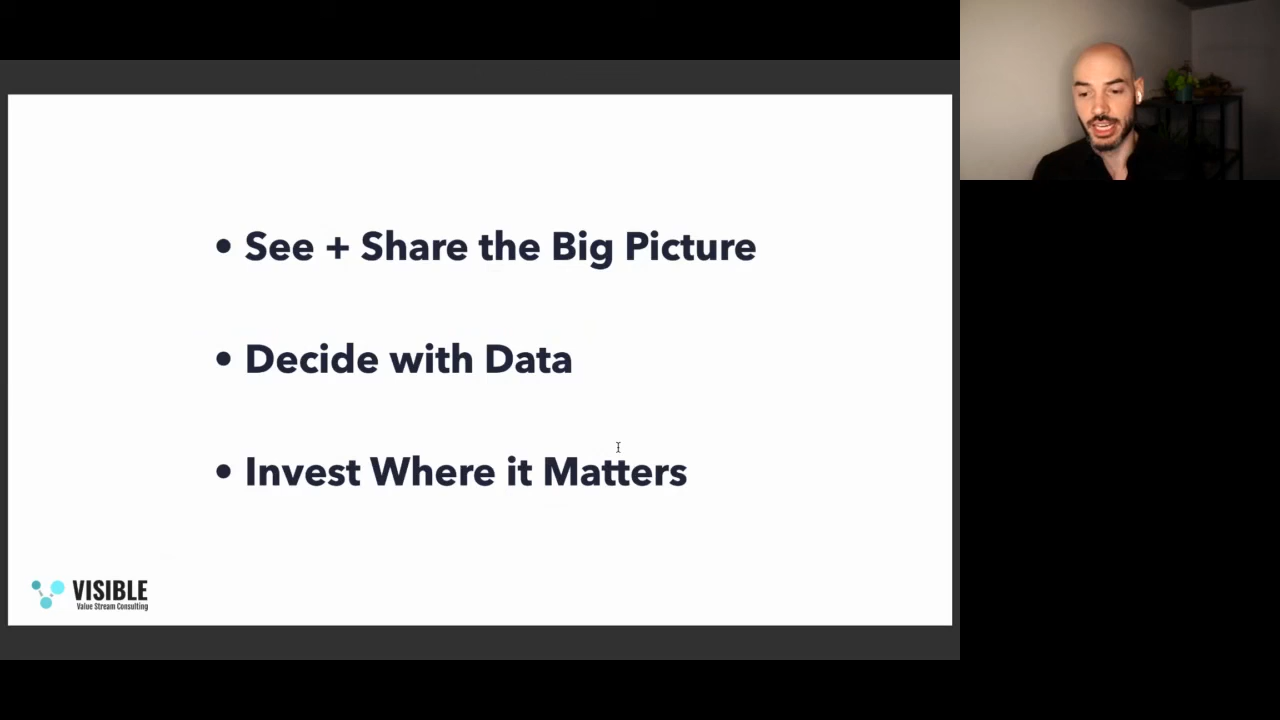 • See + Share the Big Picture
• Decide with Data
• Invest Where it Matters
VISIBLE
Value Stream Consulting